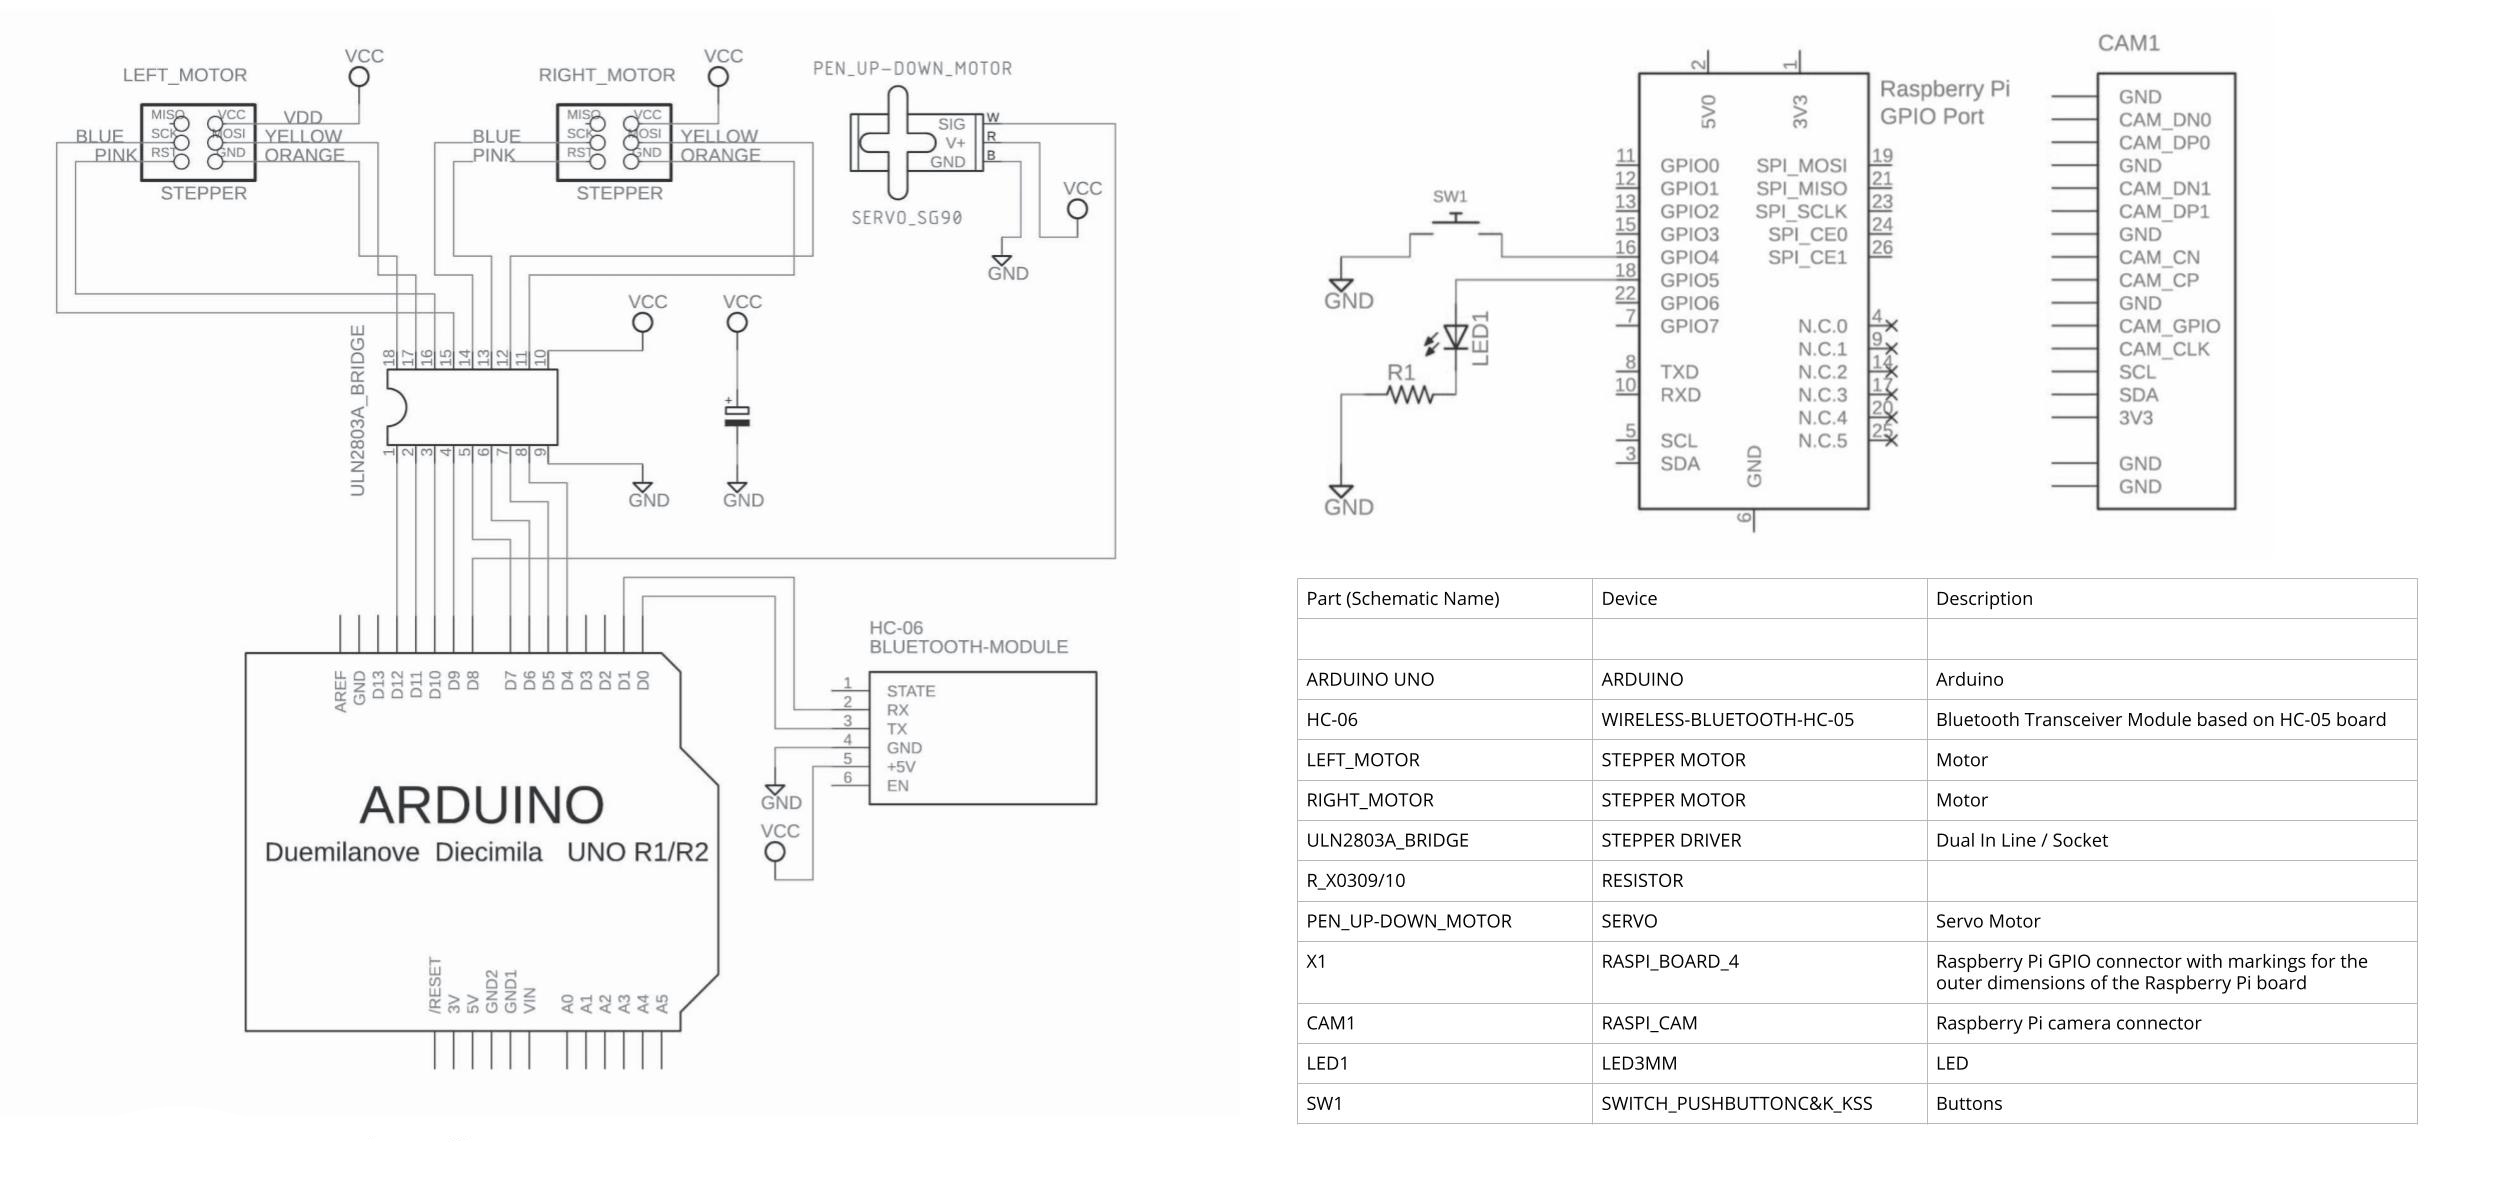 LEFT_MOTOR
VCC
MISO
VCC
VDD
BLUE
SCK
MOSI
YELLOW
PINK
RST
GND
ORANGE
STEPPER
RIGHT_MOTOR
VCC
MISO
VCC
BLUE
SCK
MOSI
YELLOW
PINK
RST
GND
ORANGE
STEPPER
PEN_UP-DOWN_MOTOR
SIG
W
V+
R
GND
B
SERVO_SG90
VCC
GND
VCC
VCC
ULN2803A_BRIDGE
18
17
16
15
14
13
12
11
10
1
2
3
4
5
6
7
8
9
+
GND
GND
AREF
GND
D13
D12
D11
D10
D9
D8
D7
D6
D5
D4
D3
D2
D1
D0
ARDUINO
Duemilanove Diecimila UNO R1/R2
/RESET
3V
5V
GND2
GND1
VIN
A0
A1
A2
A3
A4
A5
HC-06
BLUETOOTH-MODULE
1 STATE
2 RX
3 TX
4 GND
5 +5V
6 EN
GND
VCC
2
1
5V0
3V3
Raspberry Pi
GPIO Port
11 GPIO0 SPI_MOSI 19
12 GPIO1 SPI_MISO 21
13 GPIO2 SPI_SCLK 23
15 GPIO3 SPI_CE0 24
16 GPIO4 SPI_CE1 26
18 GPIO5
22 GPIO6
7 GPIO7 N.C.0 4
N.C.1 9
8 TXD N.C.2 14
10 RXD N.C.3 17
N.C.4 20
5 SCL N.C.5 25
3 SDA
GND
6
SW1
GND
LED1
R1
GND
CAM1
GND
CAM_DN0
CAM_DP0
GND
CAM_DN1
CAM_DP1
GND
CAM_CN
CAM_CP
GND
CAM_GPIO
CAM_CLK
SCL
SDA
3V3
GND
GND
Part (Schematic Name) Device Description
ARDUINO UNO ARDUINO Arduino
HC-06 WIRELESS-BLUETOOTH-HC-05 Bluetooth Transceiver Module based on HC-05 board
LEFT_MOTOR STEPPER MOTOR Motor
RIGHT_MOTOR STEPPER MOTOR Motor
ULN2803A_BRIDGE STEPPER DRIVER Dual In Line / Socket
R_X0309/10 RESISTOR
PEN_UP-DOWN_MOTOR SERVO Servo Motor
X1 RASPI_BOARD_4 Raspberry Pi GPIO connector with markings for the
outer dimensions of the Raspberry Pi board
CAM1 RASPI_CAM Raspberry Pi camera connector
LED1 LED3MM LED
SW1 SWITCH_PUSHBUTTONC&K_KSS Buttons